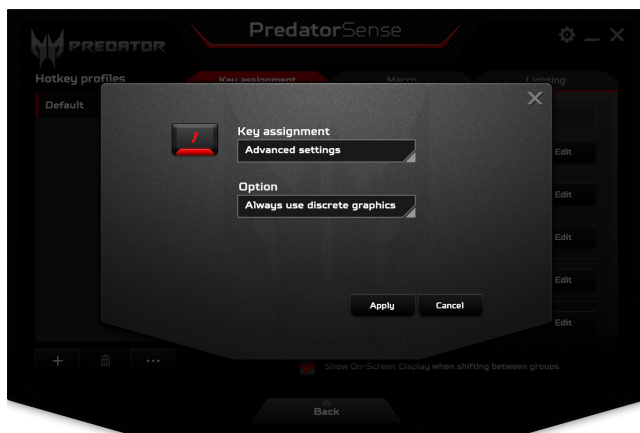 PREDATOR
PredatorSense
Hotkey profiles
Key assignment
Macro
Lighting
Default
Key assignment
Advanced settings
Edit
Option
Edit
Always use discrete graphics
Edit
Edit
Apply
Cancel
Edit
Show On-Screen Display when shifting between groups
Back